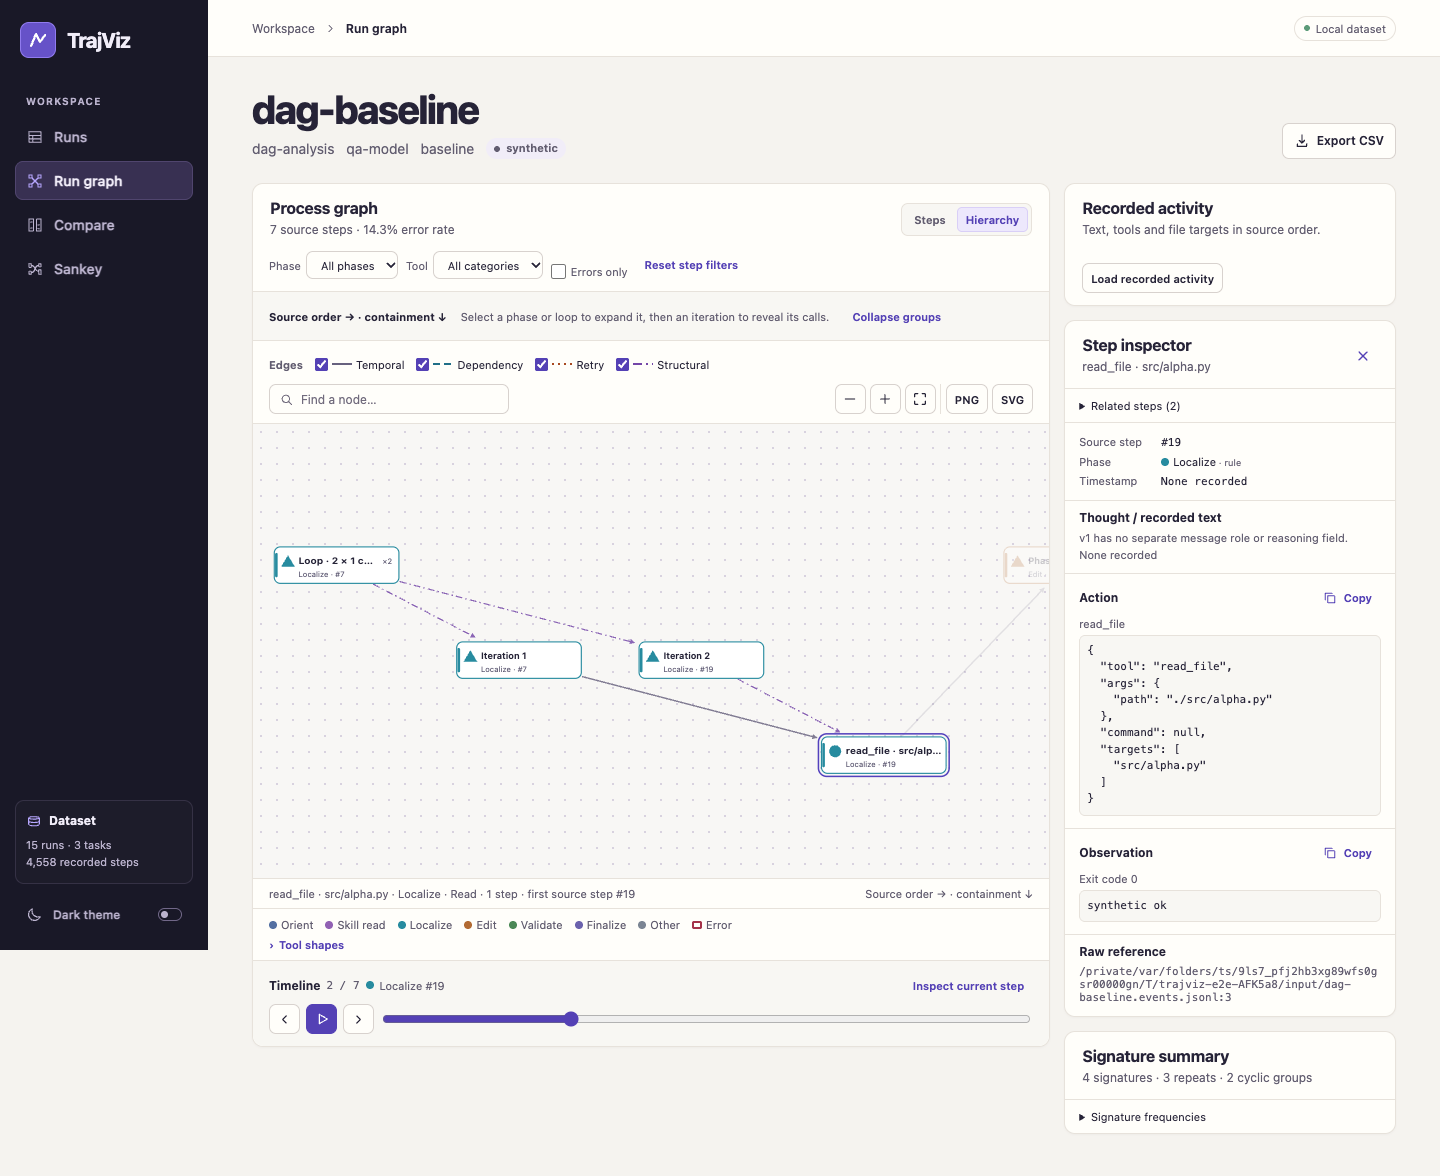 TrajViz
WORKSPACE
Runs
Run graph
Compare
Sankey
Dataset
15 runs · 3 tasks
4,558 recorded steps
Dark theme
Workspace › Run graph
Local dataset
dag-baseline
dag-analysis qa-model baseline synthetic
Export CSV
Process graph
7 source steps · 14.3% error rate
Steps Hierarchy
Phase All phases Tool All categories Errors only Reset step filters
Source order → · containment ↓ Select a phase or loop to expand it, then an iteration to reveal its calls. Collapse groups
Edges Temporal Dependency Retry Structural
Find a node...
PNG SVG
Loop · 2 × 1 c... ×2
Localize · #7
Phas
Edit ·
Iteration 1
Localize · #7
Iteration 2
Localize · #19
read_file · src/alp...
Localize · #19
read_file · src/alpha.py · Localize · Read · 1 step · first source step #19
Source order → · containment ↓
Orient Skill read Localize Edit Validate Finalize Other Error
› Tool shapes
Timeline 2 / 7 Localize #19
Inspect current step
Recorded activity
Text, tools and file targets in source order.
Load recorded activity
Step inspector
read_file · src/alpha.py
Related steps (2)
Source step #19
Phase Localize · rule
Timestamp None recorded
Thought / recorded text
v1 has no separate message role or reasoning field.
None recorded
Action
Copy
read_file
{
"tool": "read_file",
"args": {
"path": "./src/alpha.py"
},
"command": null,
"targets": [
"src/alpha.py"
]
}
Observation
Copy
Exit code 0
synthetic ok
Raw reference
/private/var/folders/ts/9ls7_pfj2hb3xg89wfs0g
sr00000gn/T/trajviz-e2e-AFK5a8/input/dag-
baseline.events.jsonl:3
Signature summary
4 signatures · 3 repeats · 2 cyclic groups
Signature frequencies